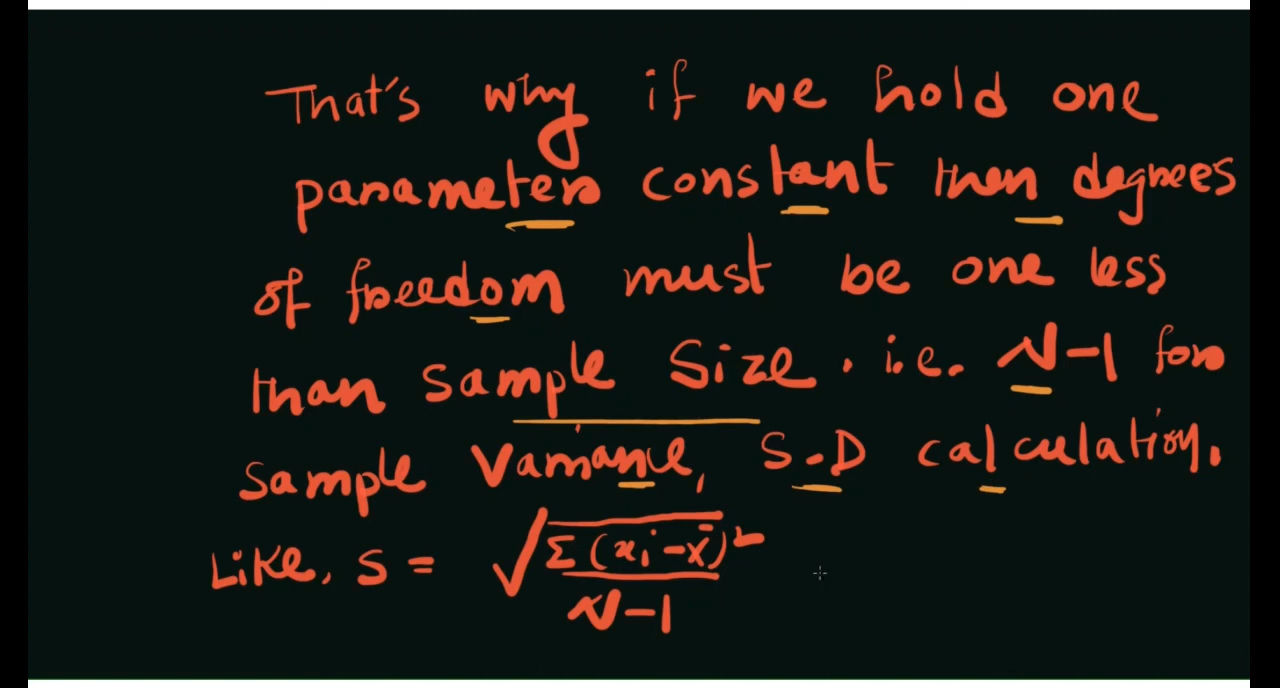 That's why if we hold one
parameters constant then degrees
of freedom must be one less
than sample size. i.e. N-1 for
sample variance, S.D calculation.
Like, s = √Σ(xi-x̄)²
N-1